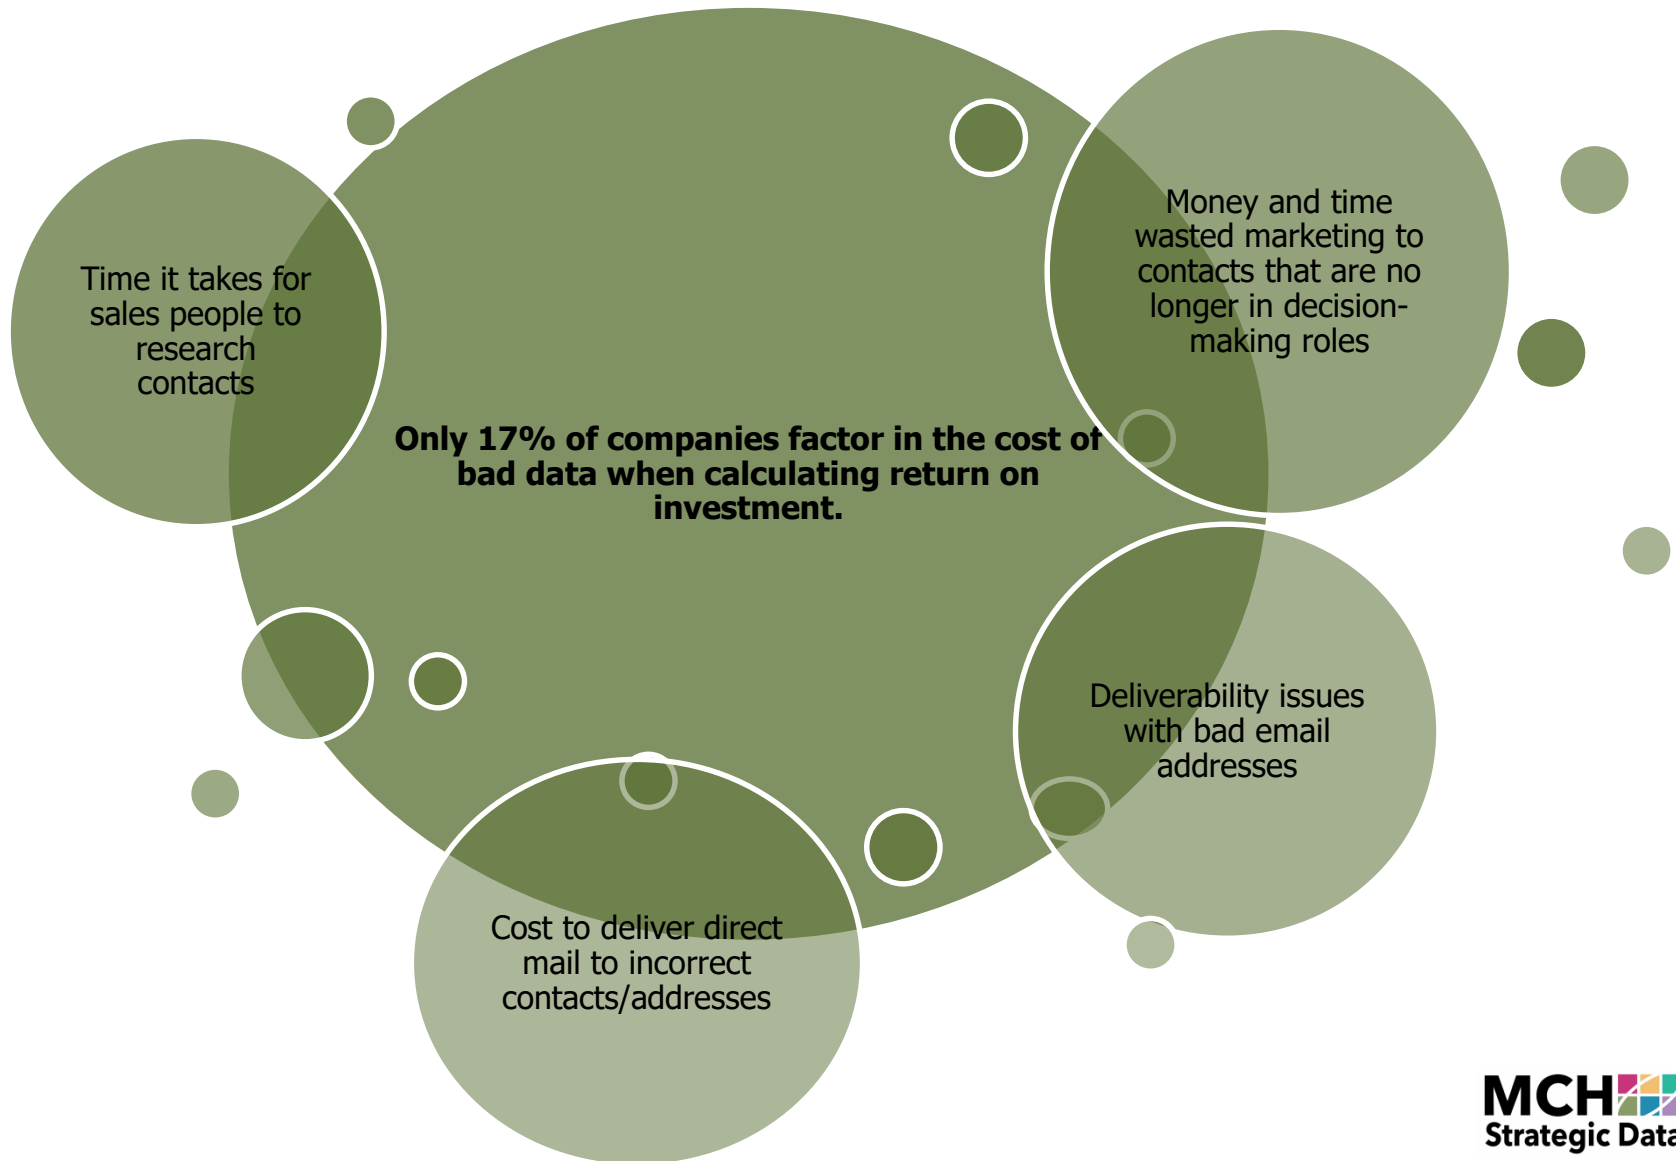 Time it takes for
sales people to
research
contacts
Only 17% of companies factor in the cost of
bad data when calculating return on
investment.
Money and time
wasted marketing to
contacts that are no
longer in decision-
making roles
Deliverability issues
with bad email
addresses
Cost to deliver direct
mail to incorrect
contacts/addresses
MCH
Strategic Data